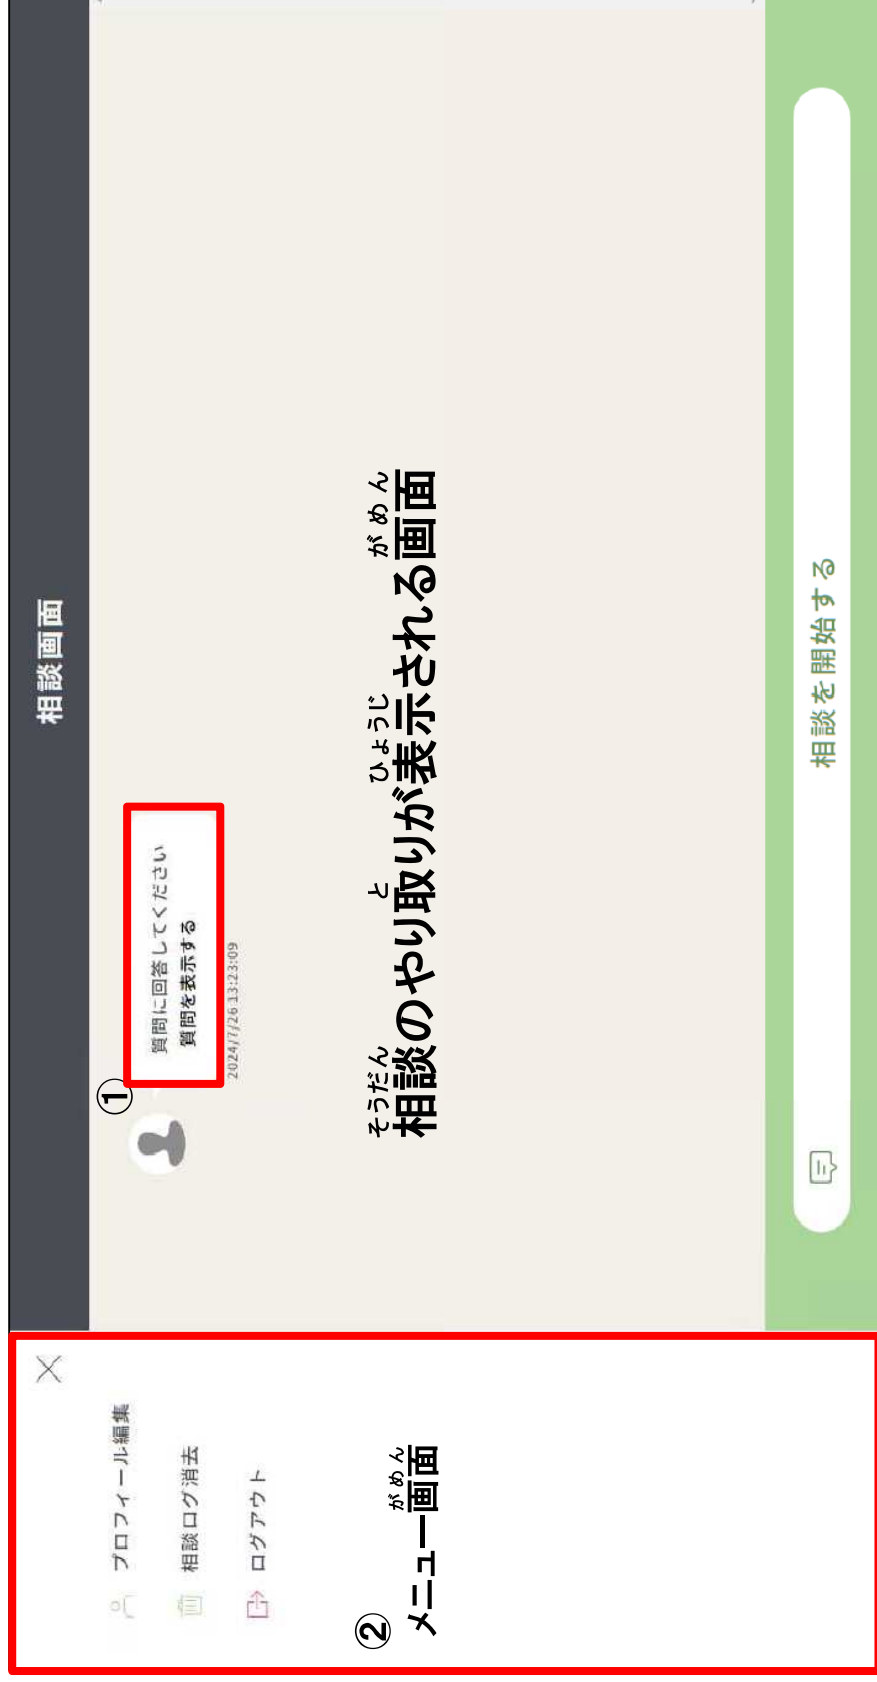 プロフィール編集
相談ログ消去
ログアウト
②
がめん
メニュー画面
相談画面
①
質問に回答してください
質問を表示する
2024/7/26 13:23:09
そうだん と ひょうじ がめん
相談のやり取りが表示される画面
相談を開始する